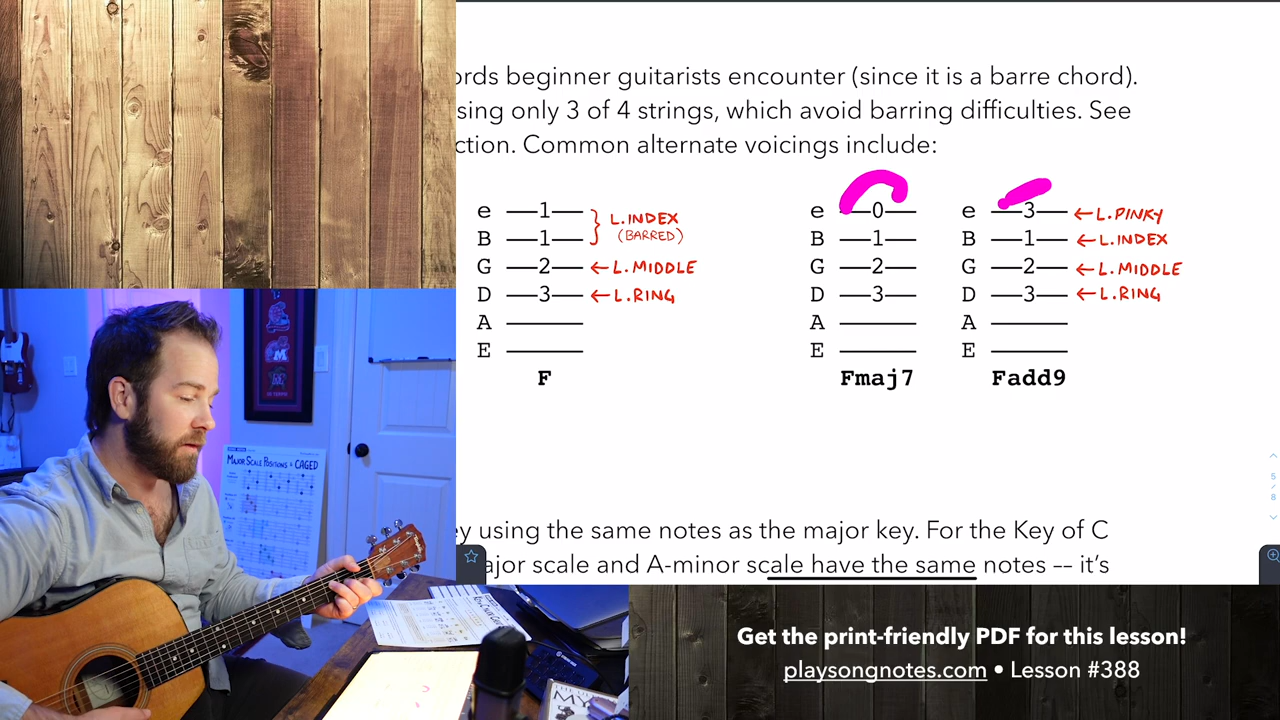 ords beginner guitarists encounter (since it is a barre chord).
sing only 3 of 4 strings, which avoid barring difficulties. See
ction. Common alternate voicings include:
e —1—
B —1—
G —2—
D —3—
A ———
E ———
F
} L.INDEX
(BARRED)
←L.MIDDLE
←L.RING
e —0—
B —1—
G —2—
D —3—
A ———
E ———
Fmaj7
e —3— ←L.PINKY
B —1— ←L.INDEX
G —2— ←L.MIDDLE
D —3— ←L.RING
A ———
E ———
Fadd9
5
/
8
ey using the same notes as the major key. For the Key of C
ajor scale and A-minor scale have the same notes -- it's
MAJOR SCALE POSITIONS & CAGED
Get the print-friendly PDF for this lesson!
playsongnotes.com • Lesson #388